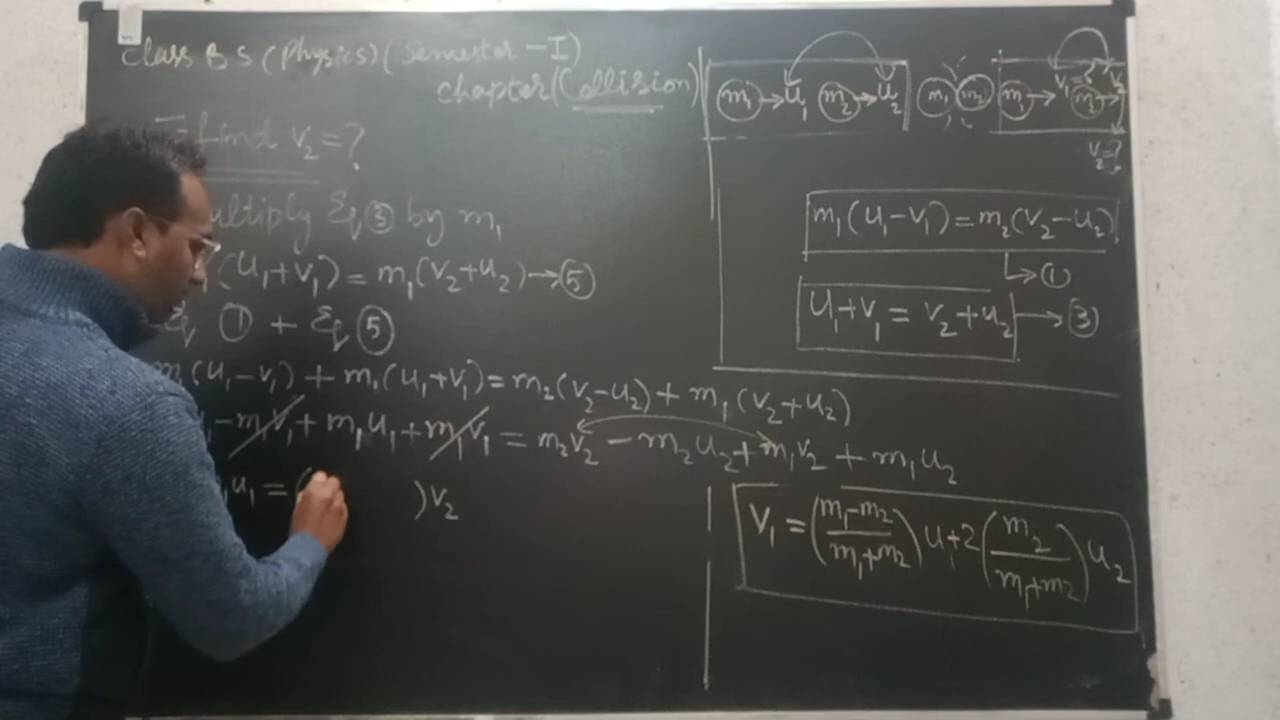 Class BS (Physics) (Semester - I)
chapter (Collision)
To find v₂ = ?
ultiply Eq ③ by m₁
(u₁+v₁) = m₁(v₂+u₂) → ⑤
Eq ① + Eq ⑤
m₁(u₁-v₁) + m₁(u₁+v₁) = m₂(v₂-u₂) + m₁(v₂+u₂)
- m₁v₁ + m₁u₁ + m₁v₁ = m₂v₂ - m₂u₂ + m₁v₂ + m₁u₂
u₁ = ( )v₂
m₁ → u₁ m₂ → u₂ m₁ m₂ m₁ → v₁=? m₂ → v₂
v₂=?
m₁(u₁-v₁) = m₂(v₂-u₂)
→ ①
u₁+v₁ = v₂+u₂ → ③
v₁ = (m₁-m₂/m₁+m₂)u₁+2(m₂/m₁+m₂)u₂